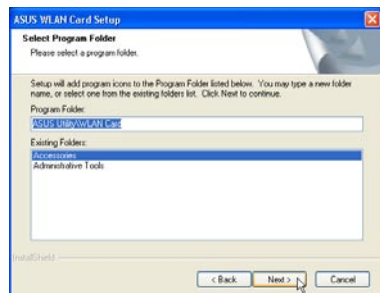 ASUS WLAN Card Setup
Select Program Folder
Please select a program folder.
Setup will add program icons to the Program Folder listed below. You may type a new folder
name, or select one from the existing folders list. Click Next to continue.
Program Folder:
ASUS Utility\WLAN Card
Existing Folders:
Accessories
Administrative Tools
InstallShield
< Back
Next >
Cancel